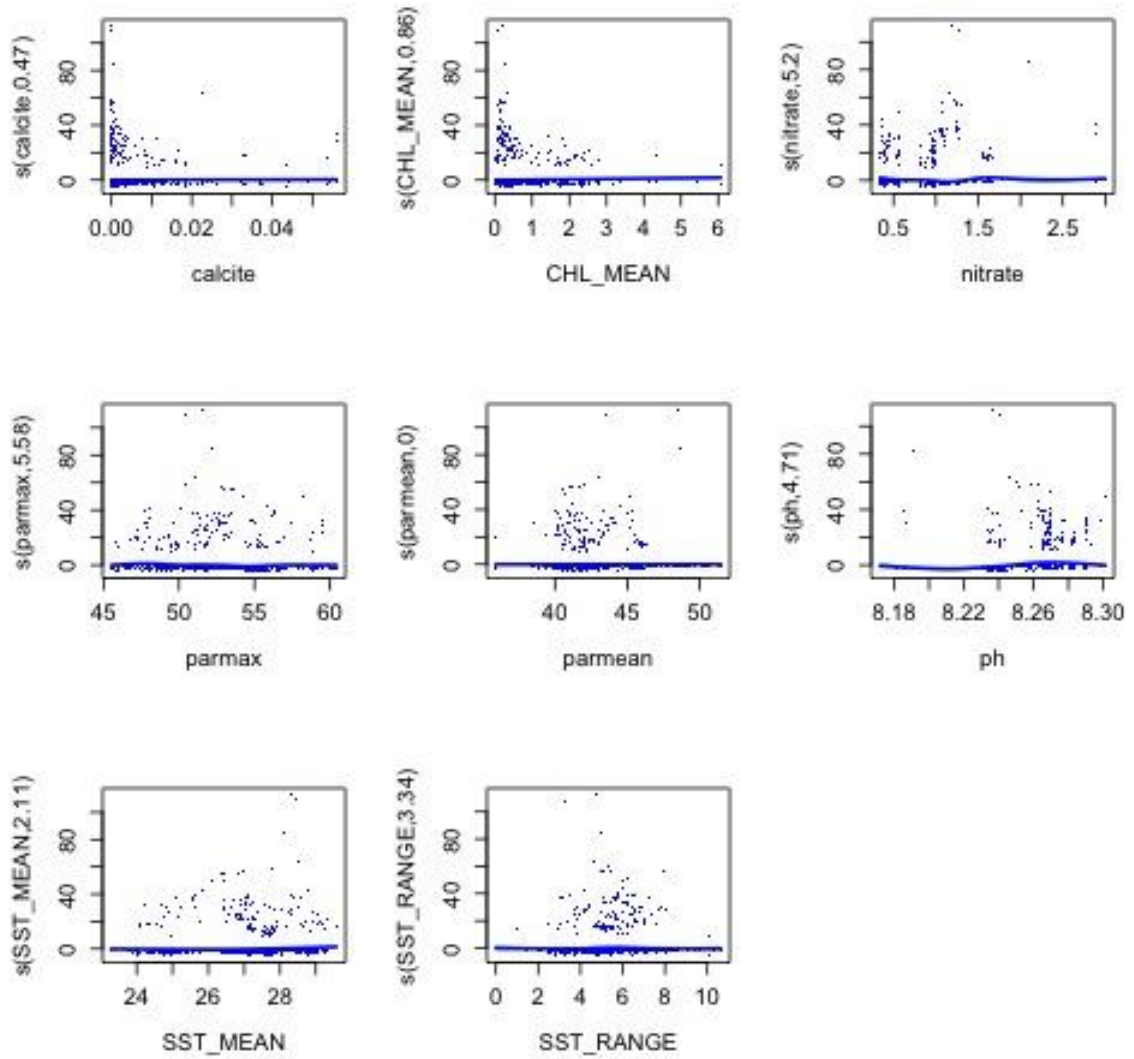 s(calcite,0.47)
80
40
0
0.00 0.02 0.04
calcite
s(CHL_MEAN,0.86)
80
40
0
0 1 2 3 4 5 6
CHL_MEAN
s(nitrate,5.2)
80
40
0
0.5 1.5 2.5
nitrate
s(parmax,5.58)
80
40
0
45 50 55 60
parmax
s(parmean,0)
80
40
0
40 45 50
parmean
s(ph,4.71)
80
40
0
8.18 8.22 8.26 8.30
ph
s(SST_MEAN,2.11)
80
40
0
24 26 28
SST_MEAN
s(SST_RANGE,3.34)
80
40
0
0 2 4 6 8 10
SST_RANGE